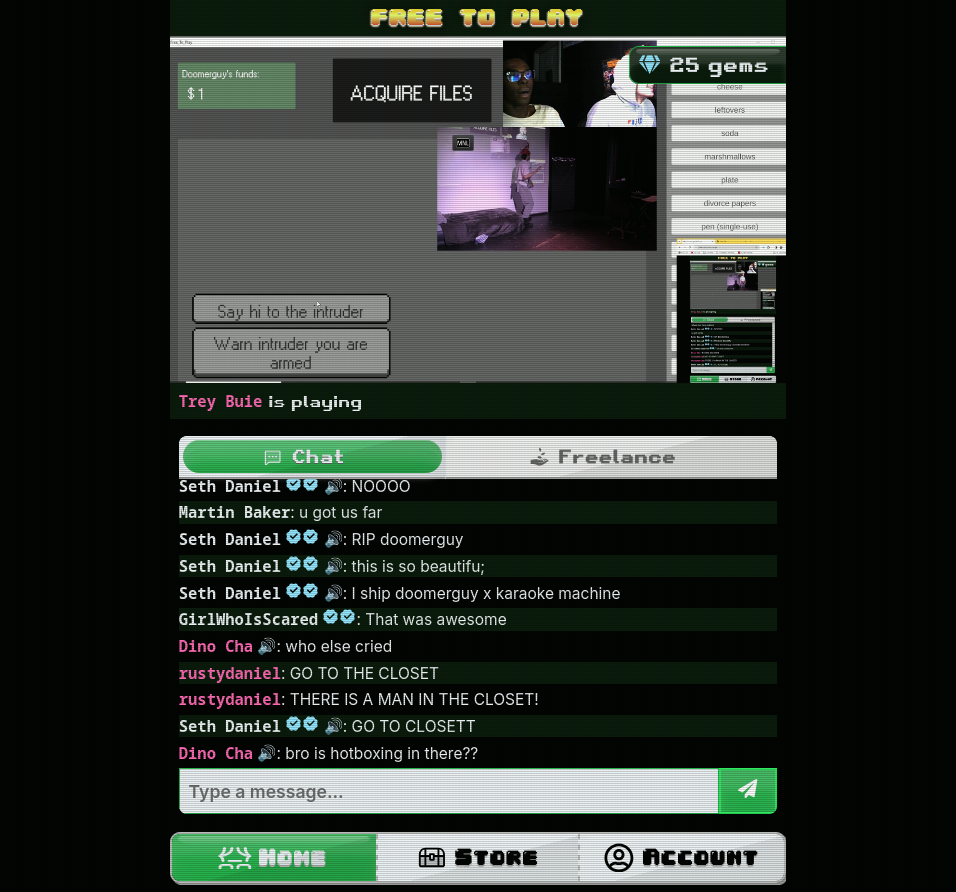 FREE TO PLAY
Doomerguy's funds:
$1
ACQUIRE FILES
25 gems
cheese
leftovers
soda
marshmallows
plate
divorce papers
pen (single-use)
MNL
Say hi to the intruder
Warn intruder you are
armed
Trey Buie is playing
Chat
Freelance
Seth Daniel : NOOOO
Martin Baker: u got us far
Seth Daniel : RIP doomerguy
Seth Daniel : this is so beautifu;
Seth Daniel : I ship doomerguy x karaoke machine
GirlWhoIsScared : That was awesome
Dino Cha : who else cried
rustydaniel: GO TO THE CLOSET
rustydaniel: THERE IS A MAN IN THE CLOSET!
Seth Daniel : GO TO CLOSETT
Dino Cha : bro is hotboxing in there??
Type a message...
Home
Store
Account